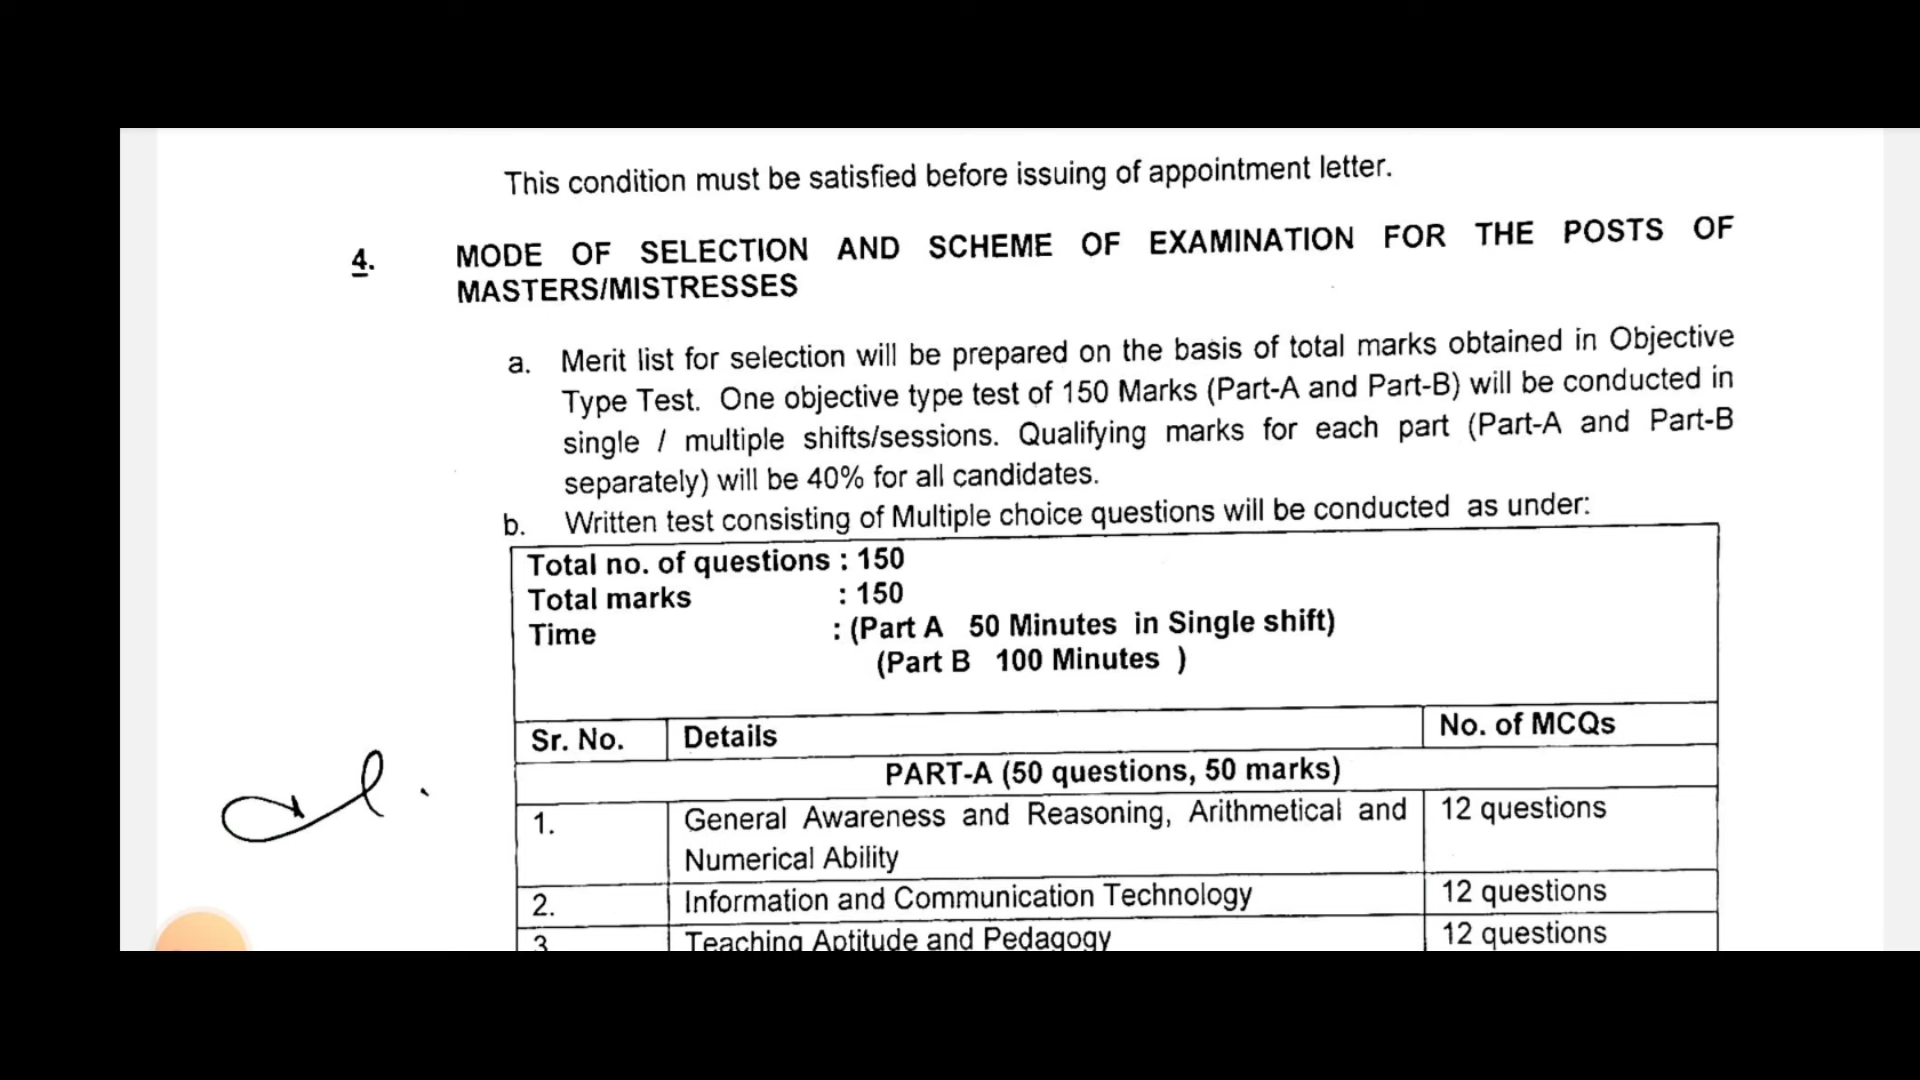 This condition must be satisfied before issuing of appointment letter.
4. MODE OF SELECTION AND SCHEME OF EXAMINATION FOR THE POSTS OF
MASTERS/MISTRESSES
a. Merit list for selection will be prepared on the basis of total marks obtained in Objective
Type Test. One objective type test of 150 Marks (Part-A and Part-B) will be conducted in
single / multiple shifts/sessions. Qualifying marks for each part (Part-A and Part-B
separately) will be 40% for all candidates.
b. Written test consisting of Multiple choice questions will be conducted as under:
Total no. of questions : 150
Total marks : 150
Time : (Part A 50 Minutes in Single shift)
(Part B 100 Minutes )
Sr. No. Details No. of MCQs
PART-A (50 questions, 50 marks)
1. General Awareness and Reasoning, Arithmetical and 12 questions
Numerical Ability
2. Information and Communication Technology 12 questions
3 Teaching Aptitude and Pedagogy 12 questions